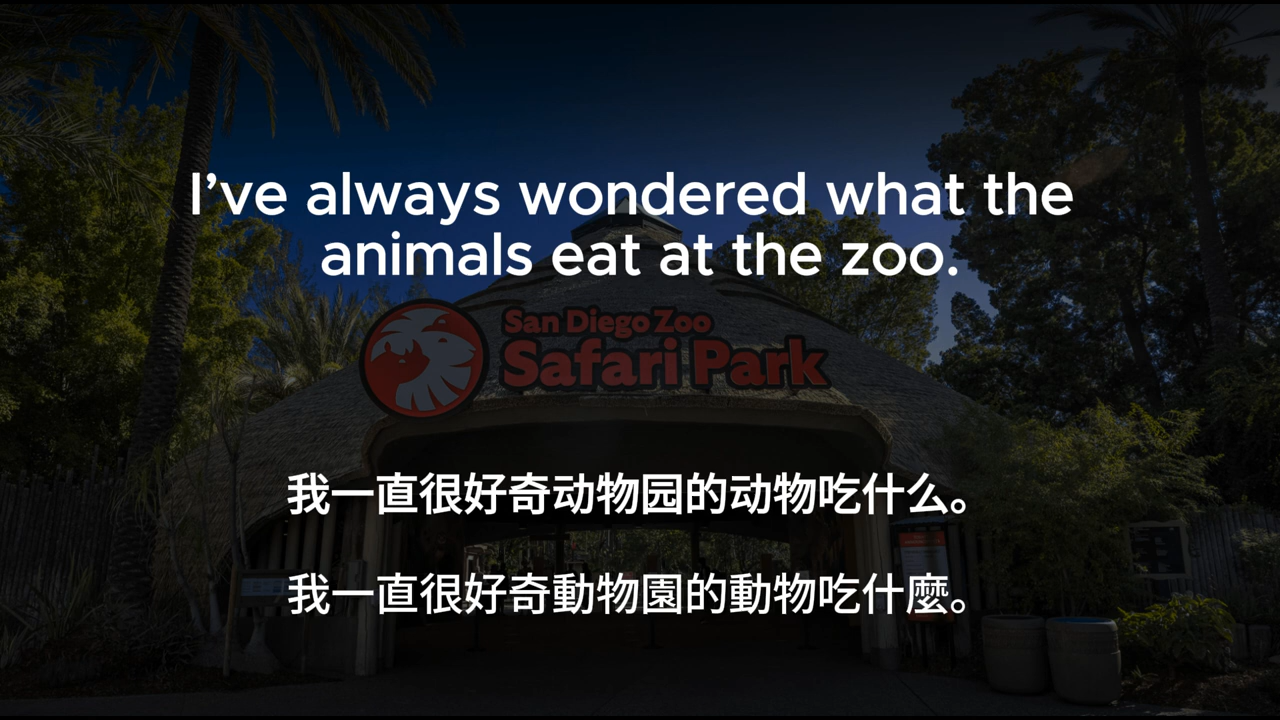 I’ve always wondered what the
animals eat at the zoo.
San Diego Zoo
Safari Park
我一直很好奇动物园的动物吃什么。
我一直很好奇動物園的動物吃什麼。